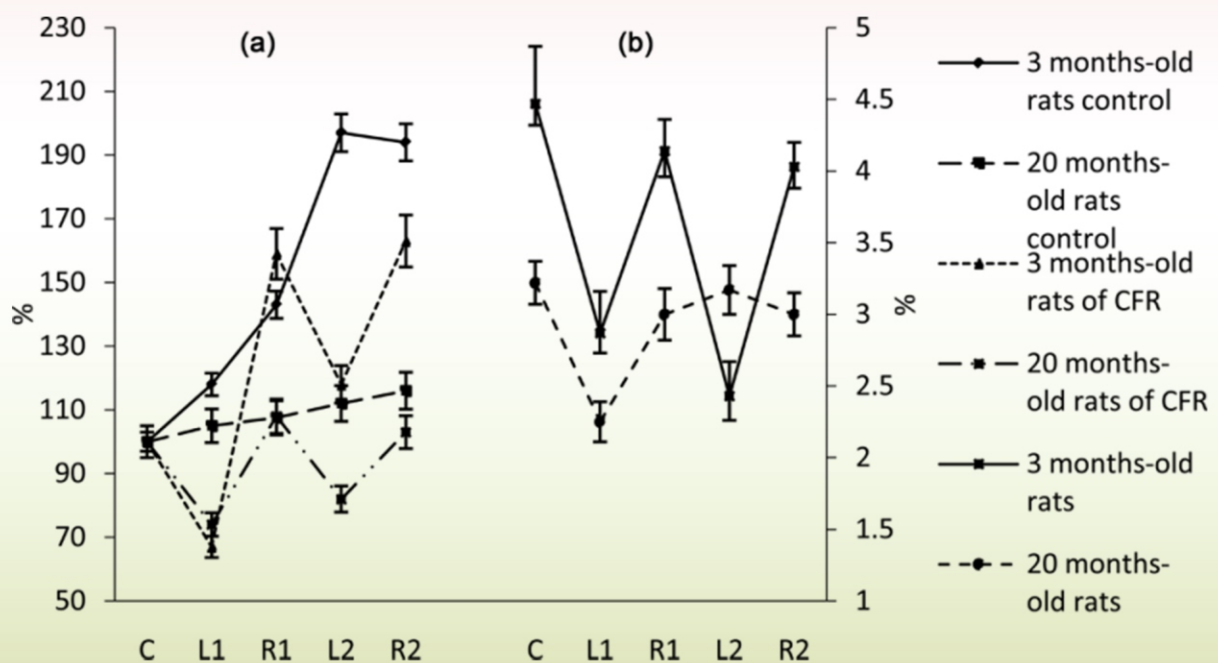 230
210
190
170
150
130
110
90
70
50
%
(a)
(b)
C L1 R1 L2 R2
C L1 R1 L2 R2
5
4.5
4
3.5
3
2.5
2
1.5
1
%
3 months-old
rats control
20 months-
old rats
control
3 months-old
rats of CFR
20 months-
old rats of CFR
3 months-old
rats
20 months-
old rats